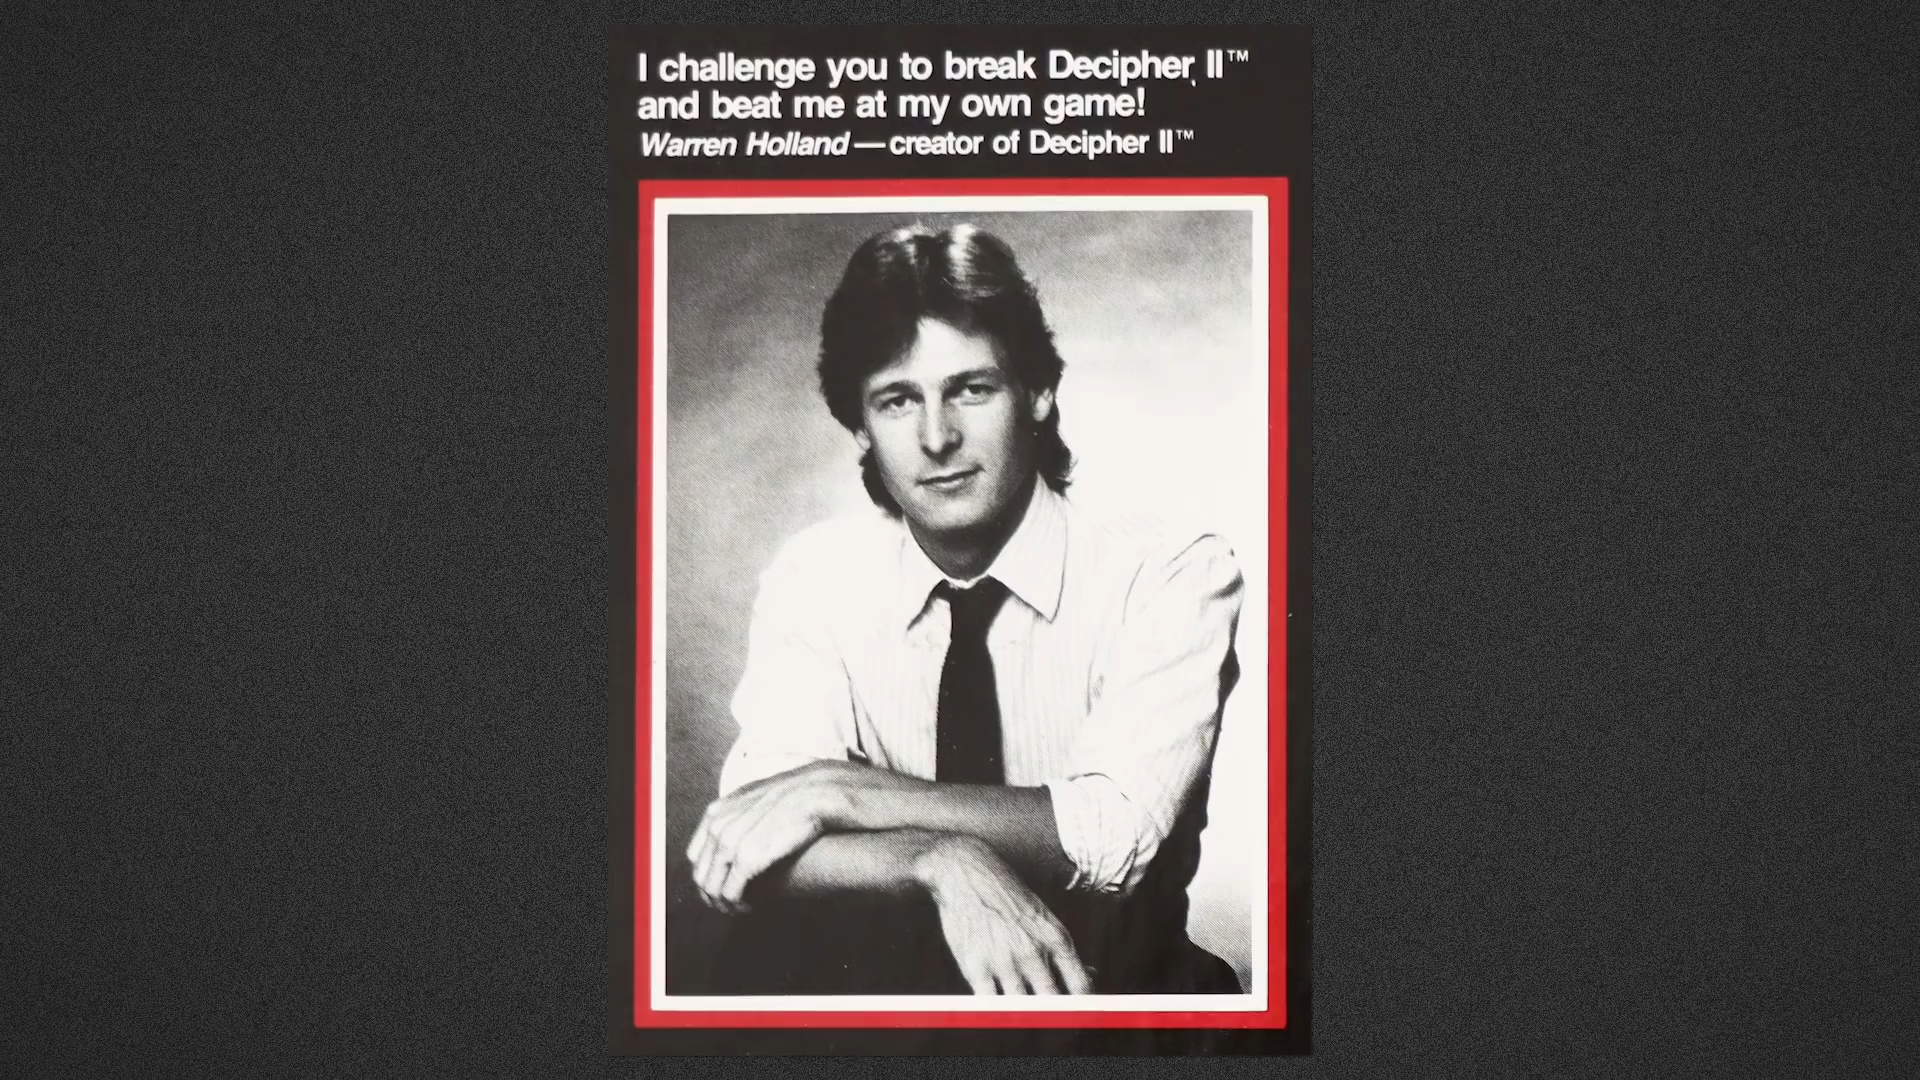 I challenge you to break Decipher II™
and beat me at my own game!
Warren Holland — creator of Decipher II™